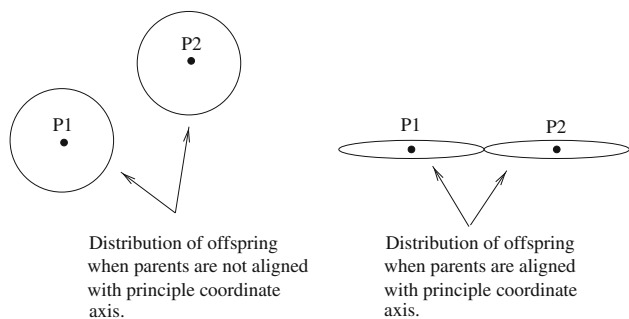 P1
P2
Distribution of offspring
when parents are not aligned
with principle coordinate
axis.
P1
P2
Distribution of offspring
when parents are aligned
with principle coordinate
axis.